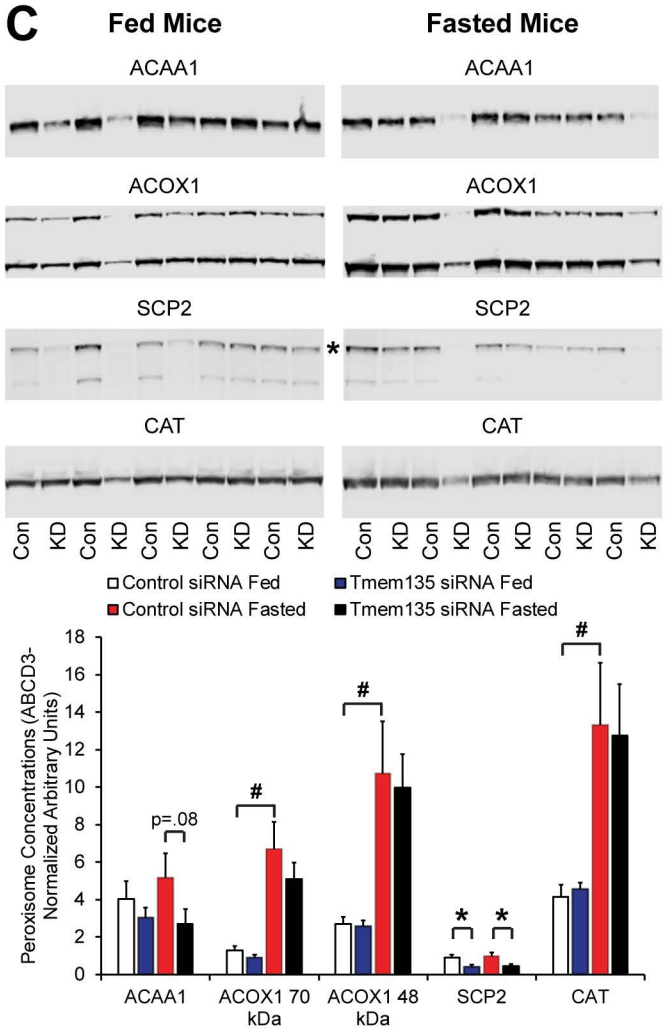 C
Fed Mice
Fasted Mice
ACAA1
ACAA1
ACOX1
ACOX1
SCP2
SCP2
*
CAT
CAT
Con KD Con KD Con KD Con KD Con KD
Con KD Con KD Con KD Con KD Con KD
Control siRNA Fed
Tmem135 siRNA Fed
Control siRNA Fasted
Tmem135 siRNA Fasted
Peroxisome Concentrations (ABCD3-
Normalized Arbitrary Units)
18
16
14
12
10
8
6
4
2
0
p=.08
#
#
*
*
#
ACAA1
ACOX1 70
kDa
ACOX1 48
kDa
SCP2
CAT